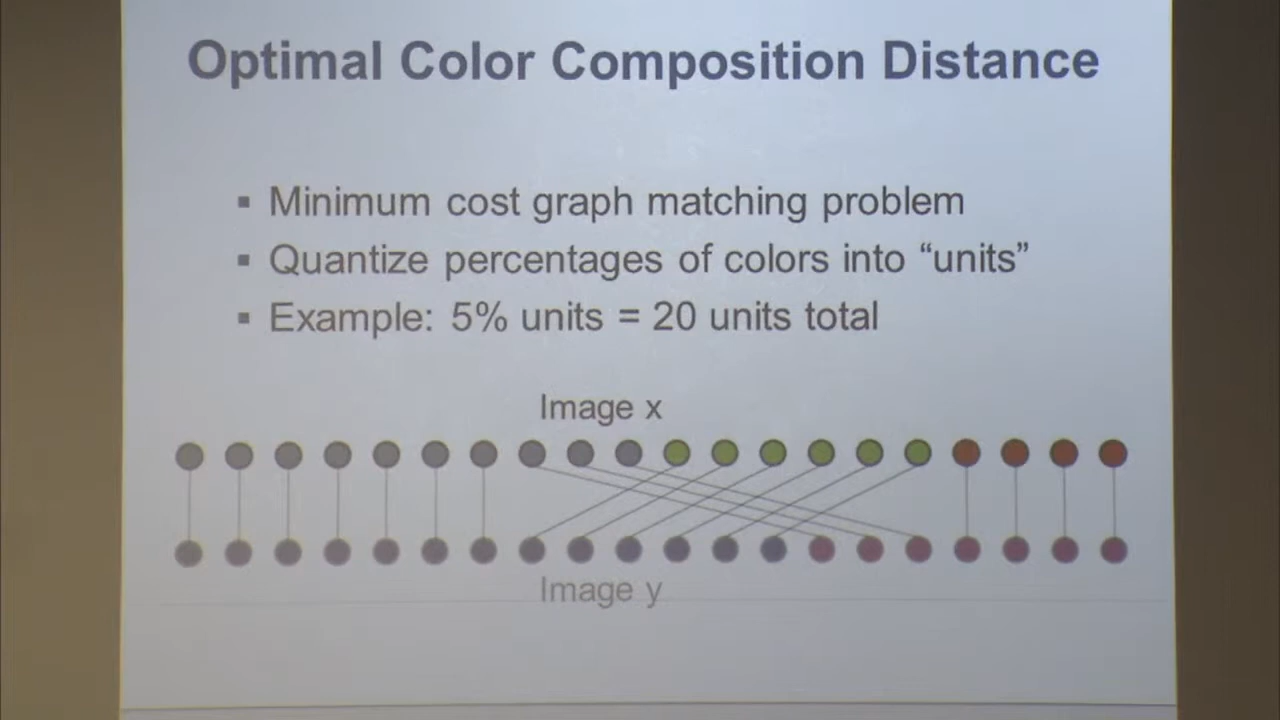 Optimal Color Composition Distance
▪ Minimum cost graph matching problem
▪ Quantize percentages of colors into “units”
▪ Example: 5% units = 20 units total
Image x
Image y